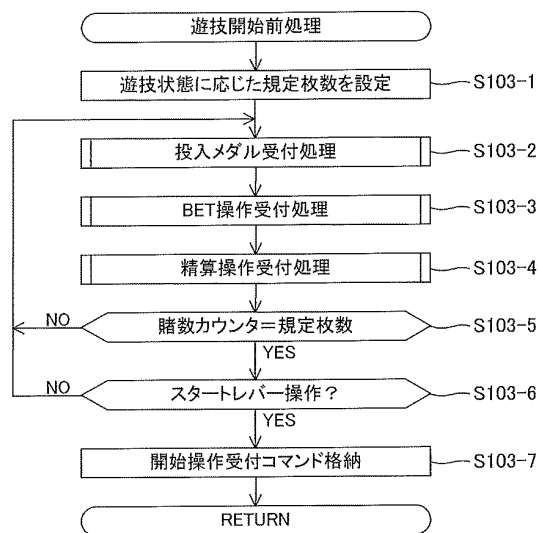 遊技開始前処理
遊技状態に応じた規定枚数を設定 S103-1
投入メダル受付処理 S103-2
BET操作受付処理 S103-3
精算操作受付処理 S103-4
NO 賭数カウンタ=規定枚数 S103-5
YES
NO スタートレバー操作? S103-6
YES
開始操作受付コマンド格納 S103-7
RETURN